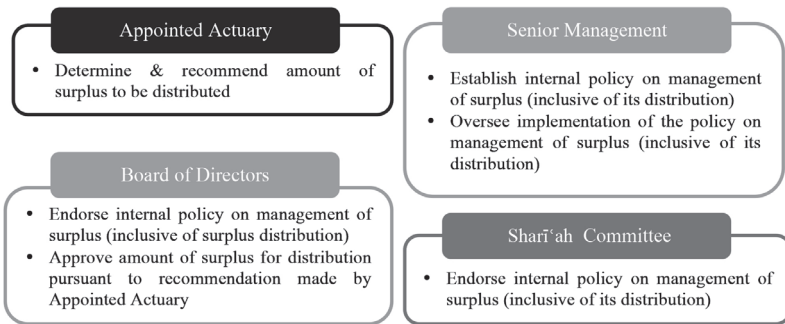 Appointed Actuary
• Determine & recommend amount of
surplus to be distributed
Senior Management
• Establish internal policy on management
of surplus (inclusive of its distribution)
• Oversee implementation of the policy on
management of surplus (inclusive of its
distribution)
Board of Directors
• Endorse internal policy on management of
surplus (inclusive of surplus distribution)
• Approve amount of surplus for distribution
pursuant to recommendation made by
Appointed Actuary
Sharīʿah Committee
• Endorse internal policy on management of
surplus (inclusive of its distribution)